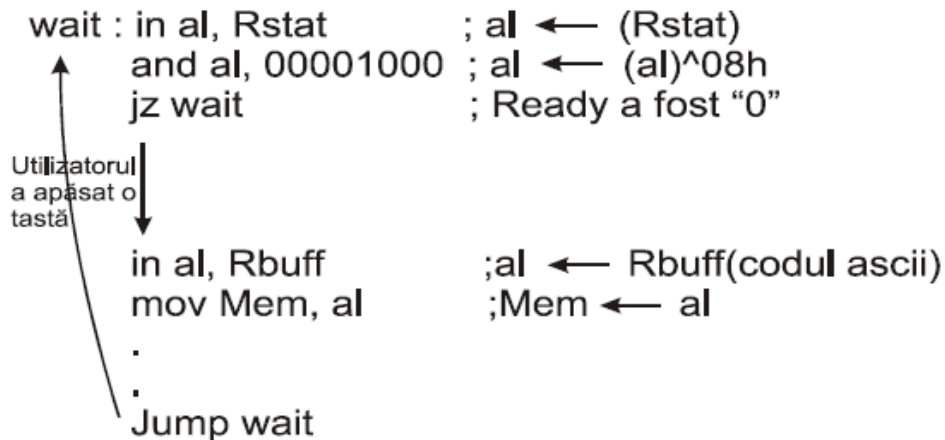 wait : in al, Rstat ; al ← (Rstat)
and al, 00001000 ; al ← (al)^08h
jz wait ; Ready a fost “0”
Utilizatorul
a apăsat o
tastă
in al, Rbuff ;al ← Rbuff(codul ascii)
mov Mem, al ;Mem ← al
.
.
Jump wait